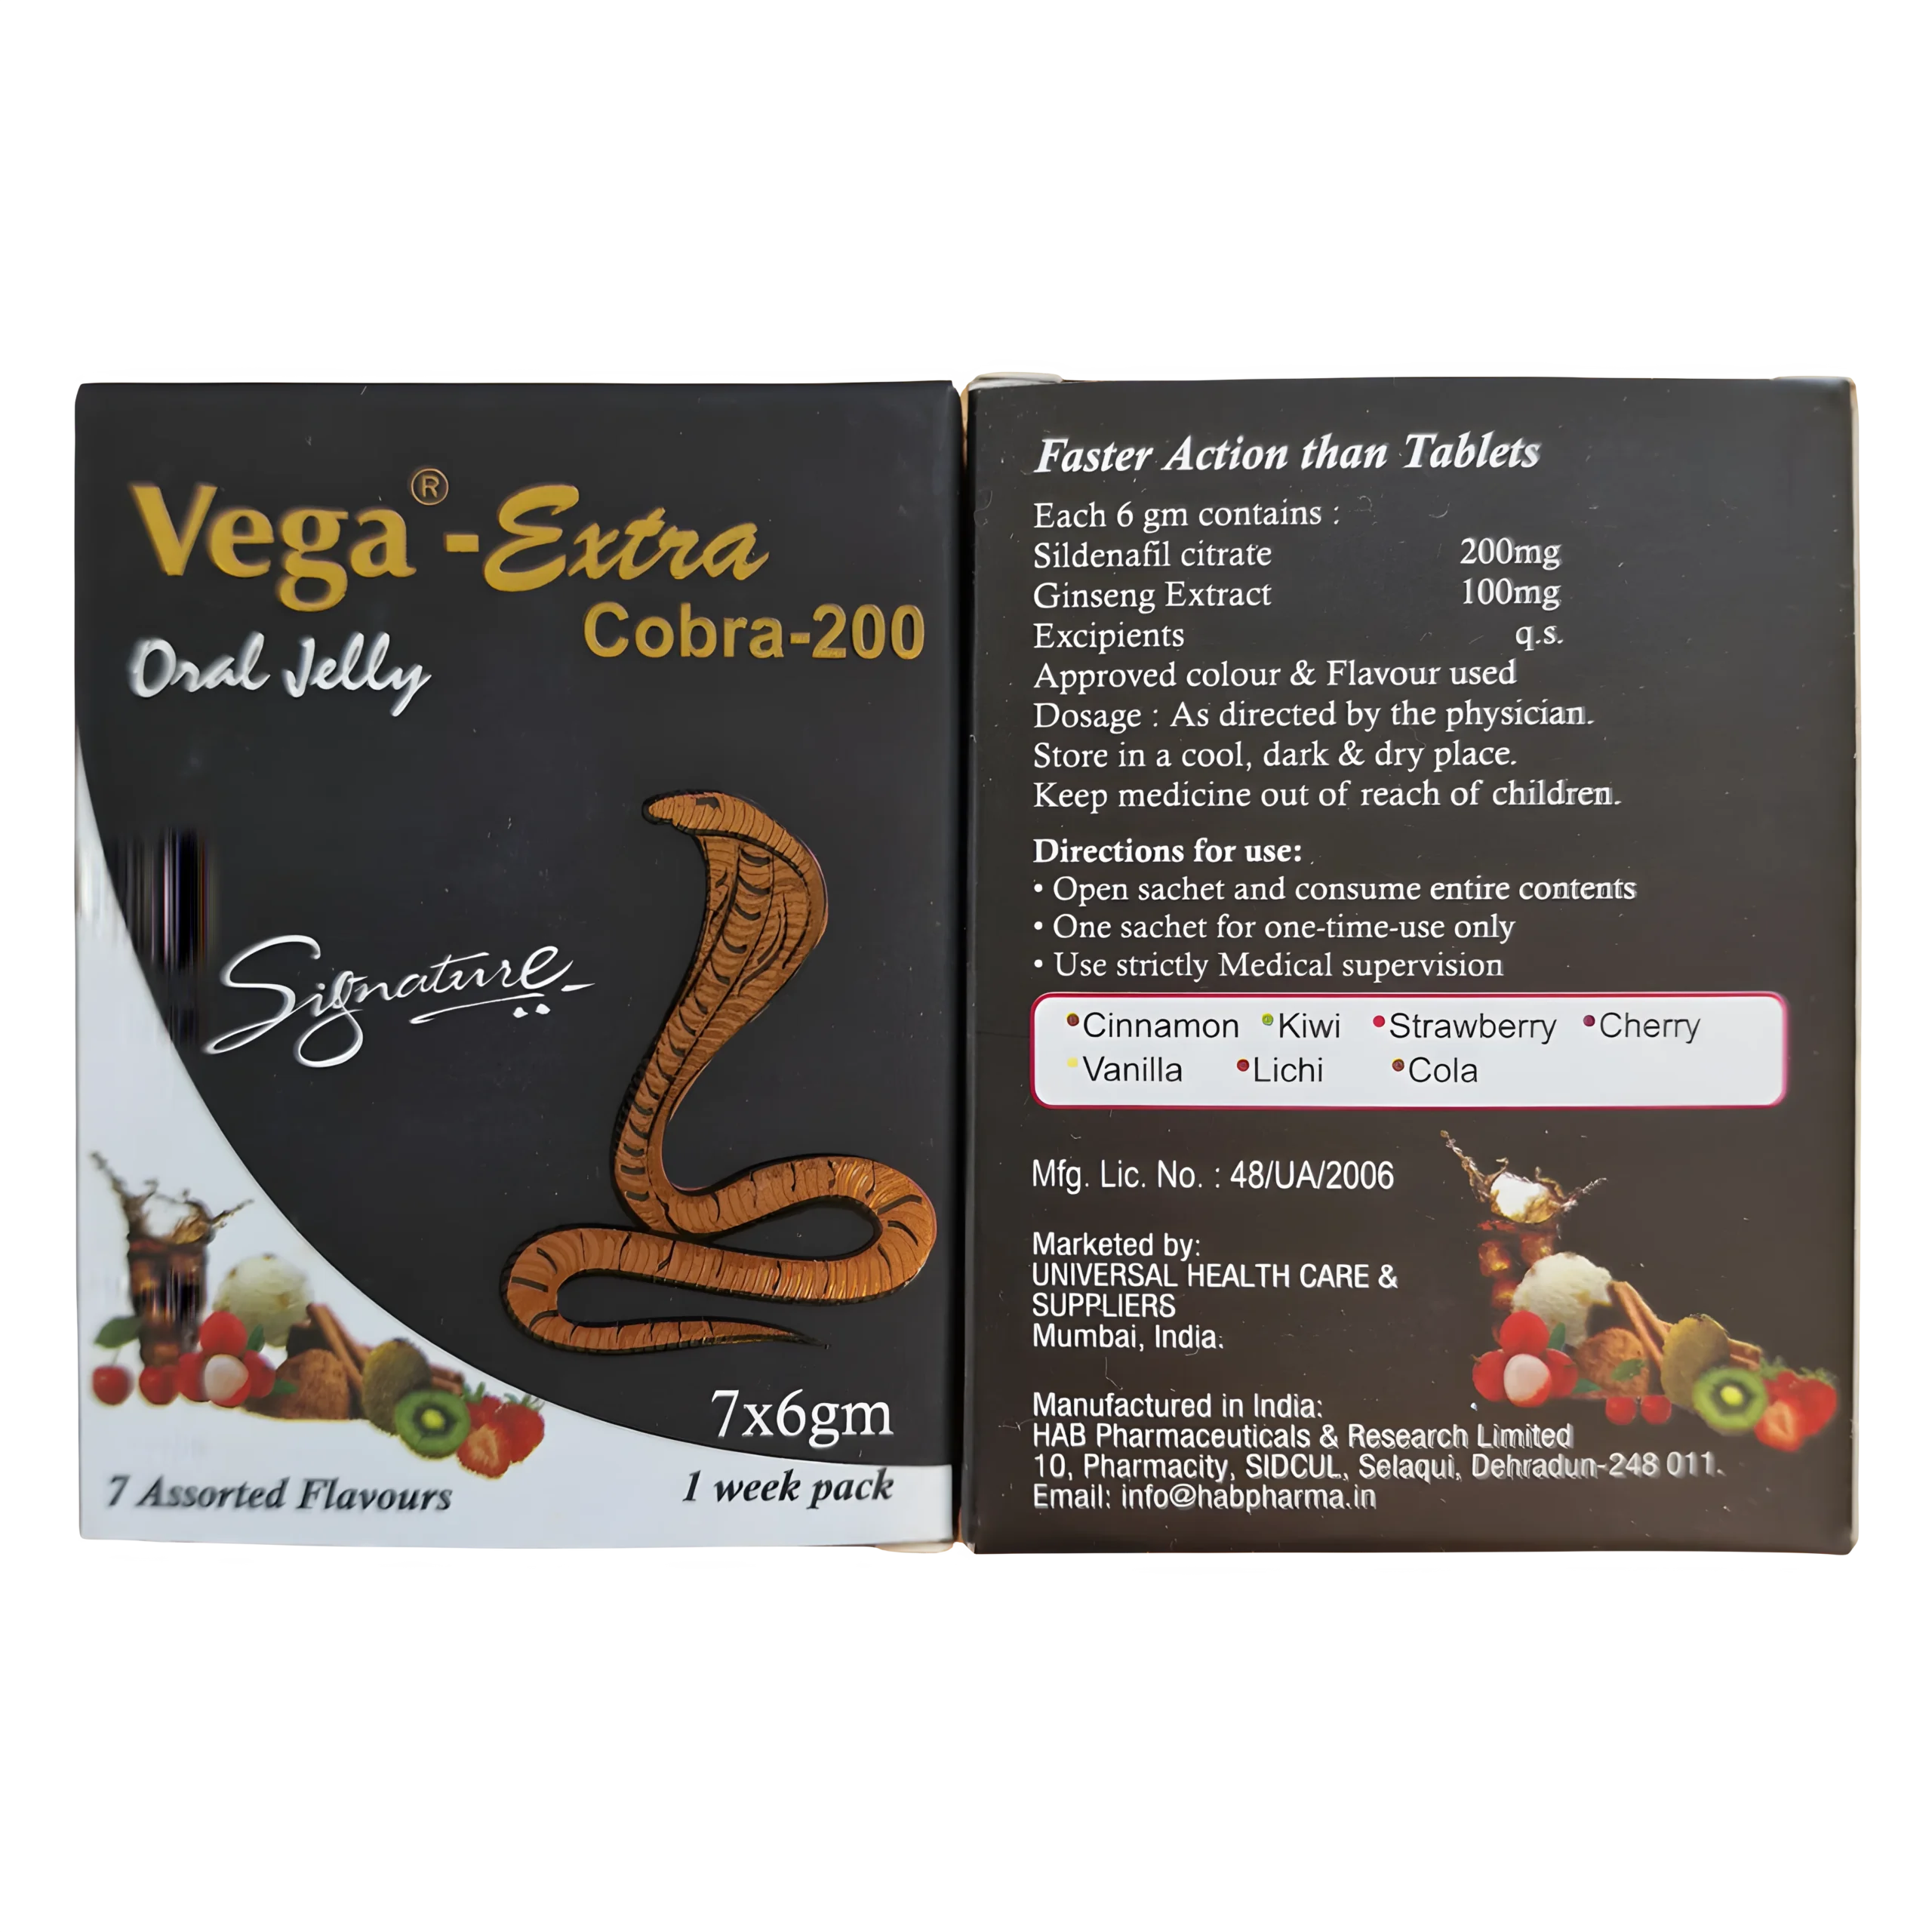 Vega®-Extra
Cobra-200
Oral Jelly
Signature
7x6gm
7 Assorted Flavours
1 week pack
Faster Action than Tablets
Each 6 gm contains :
Sildenafil citrate 200mg
Ginseng Extract 100mg
Excipients q.s.
Approved colour & Flavour used
Dosage : As directed by the physician.
Store in a cool, dark & dry place.
Keep medicine out of reach of children.
Directions for use:
• Open sachet and consume entire contents
• One sachet for one-time-use only
• Use strictly Medical supervision
•Cinnamon •Kiwi •Strawberry •Cherry
•Vanilla •Lichi •Cola
Mfg. Lic. No. : 48/UA/2006
Marketed by:
UNIVERSAL HEALTH CARE &
SUPPLIERS
Mumbai, India.
Manufactured in India:
HAB Pharmaceuticals & Research Limited
10, Pharmacity, SIDCUL, Selaqui, Dehradun-248 011.
Email: info@habpharma.in